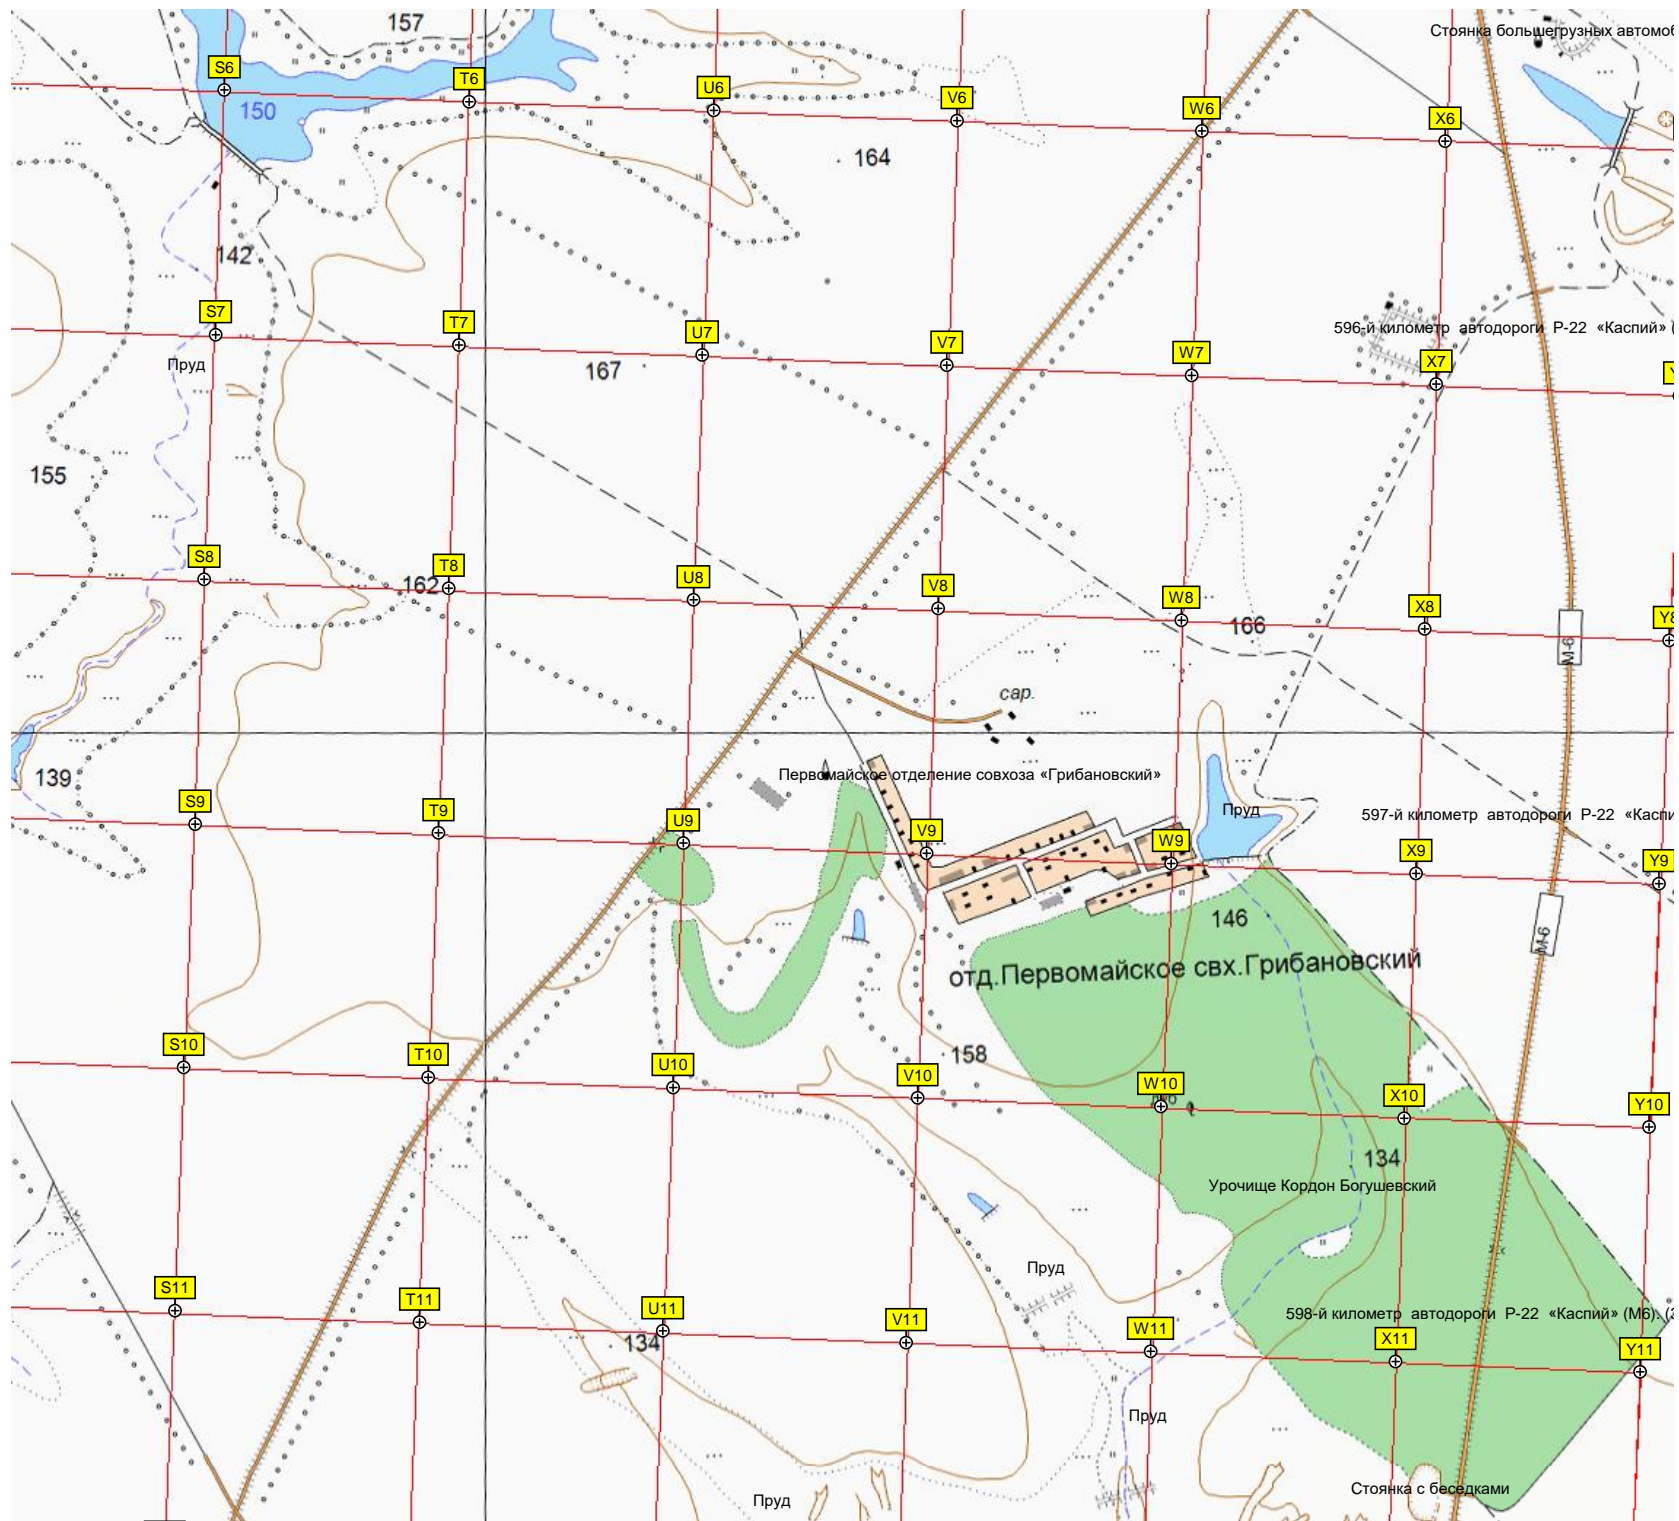 157
Стоянка большегрузных автомоб
S6
T6
U6
V6
W6
X6
150
164
142
S7
T7
U7
V7
W7
X7
Y
596-й километр автодороги Р-22 «Каспий» (
Пруд
167
155
S8
T8
U8
V8
W8
X8
Y8
162
166
М-6
сар.
139
Первомайское отделение совхоза «Грибановский»
S9
T9
U9
V9
W9
X9
Y9
Пруд
597-й километр автодороги Р-22 «Каспи
146
М-6
отд.Первомайское свх.Грибановский
S10
T10
U10
V10
W10
X10
Y10
158
134
Урочище Кордон Богушевский
Пруд
S11
T11
U11
V11
W11
X11
Y11
598-й километр автодороги Р-22 «Каспий» (М6). (
134
Пруд
Пруд
Стоянка с беседками